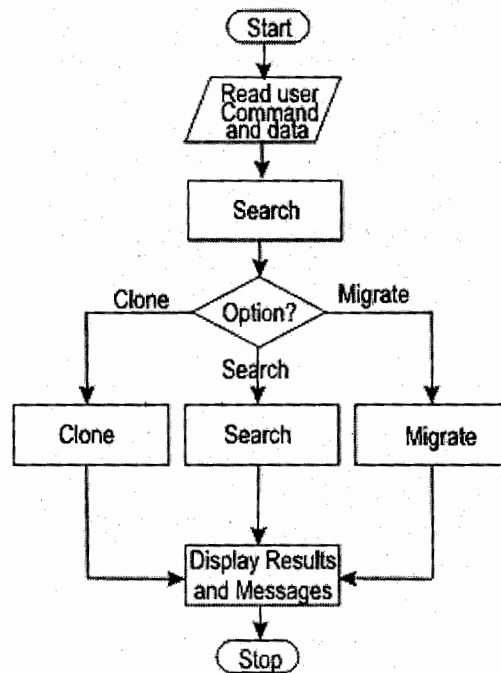 Start
Read user
Command
and data
Search
Clone
Option?
Migrate
Search
Clone
Search
Migrate
Display Results
and Messages
Stop